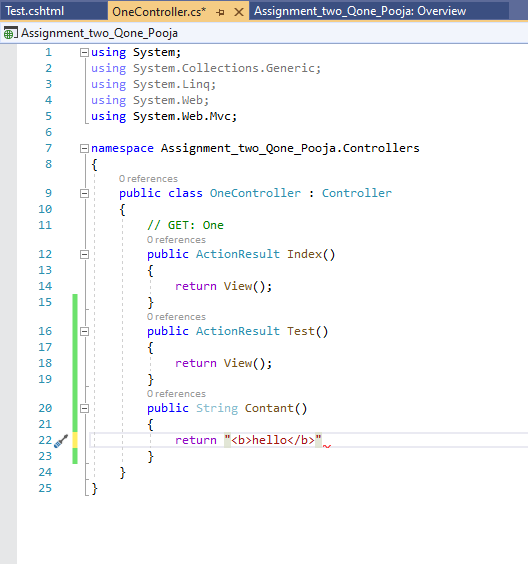 Test.cshtml OneController.cs* Assignment_two_Qone_Pooja: Overview
Assignment_two_Qone_Pooja
1 using System;
2 using System.Collections.Generic;
3 using System.Linq;
4 using System.Web;
5 using System.Web.Mvc;
6
7 namespace Assignment_two_Qone_Pooja.Controllers
8 {
0 references
9 public class OneController : Controller
10 {
11 // GET: One
0 references
12 public ActionResult Index()
13 {
14 return View();
15 }
0 references
16 public ActionResult Test()
17 {
18 return View();
19 }
0 references
20 public String Contant()
21 {
22 return "<b>hello</b>"
23 }
24 }
25 }